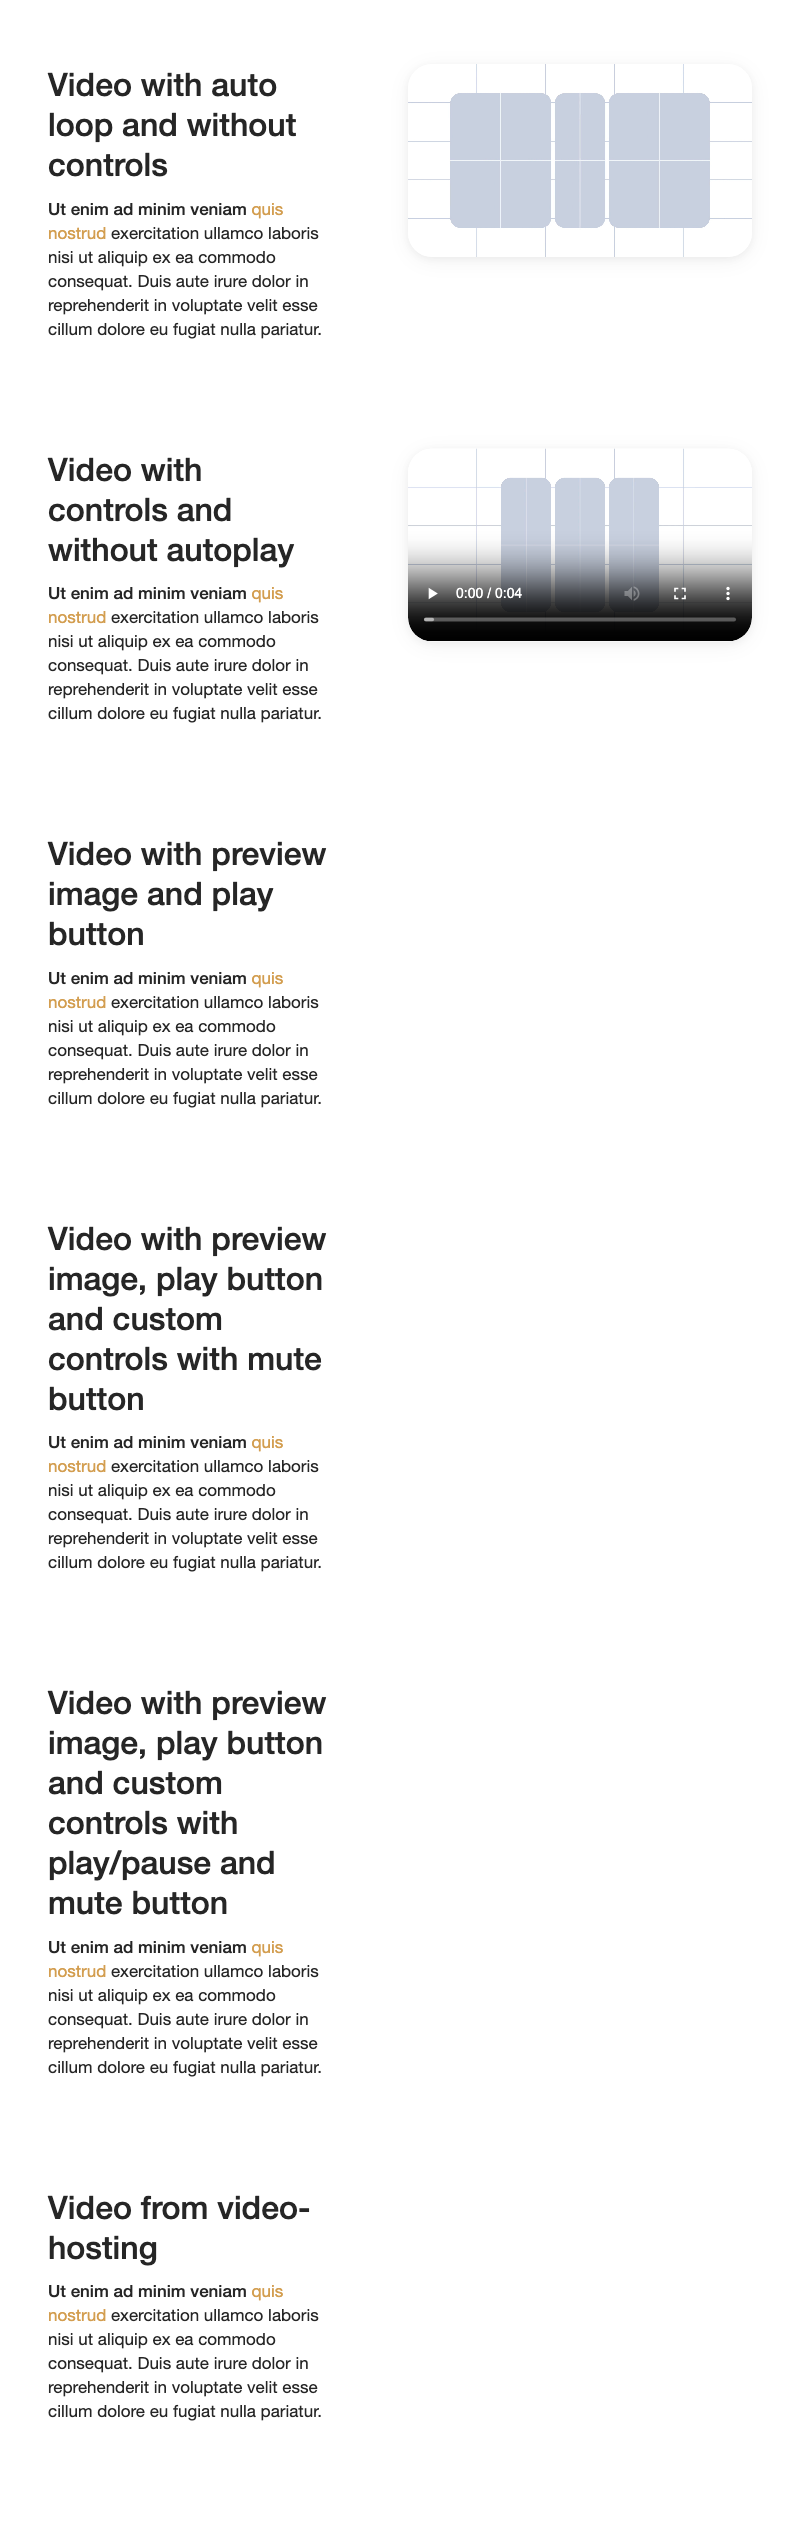 Video with auto
loop and without
controls
Ut enim ad minim veniam quis
nostrud exercitation ullamco laboris
nisi ut aliquip ex ea commodo
consequat. Duis aute irure dolor in
reprehenderit in voluptate velit esse
cillum dolore eu fugiat nulla pariatur.
Video with
controls and
without autoplay
Ut enim ad minim veniam quis
nostrud exercitation ullamco laboris
nisi ut aliquip ex ea commodo
consequat. Duis aute irure dolor in
reprehenderit in voluptate velit esse
cillum dolore eu fugiat nulla pariatur.
0:00 / 0:04
Video with preview
image and play
button
Ut enim ad minim veniam quis
nostrud exercitation ullamco laboris
nisi ut aliquip ex ea commodo
consequat. Duis aute irure dolor in
reprehenderit in voluptate velit esse
cillum dolore eu fugiat nulla pariatur.
Video with preview
image, play button
and custom
controls with mute
button
Ut enim ad minim veniam quis
nostrud exercitation ullamco laboris
nisi ut aliquip ex ea commodo
consequat. Duis aute irure dolor in
reprehenderit in voluptate velit esse
cillum dolore eu fugiat nulla pariatur.
Video with preview
image, play button
and custom
controls with
play/pause and
mute button
Ut enim ad minim veniam quis
nostrud exercitation ullamco laboris
nisi ut aliquip ex ea commodo
consequat. Duis aute irure dolor in
reprehenderit in voluptate velit esse
cillum dolore eu fugiat nulla pariatur.
Video from video-
hosting
Ut enim ad minim veniam quis
nostrud exercitation ullamco laboris
nisi ut aliquip ex ea commodo
consequat. Duis aute irure dolor in
reprehenderit in voluptate velit esse
cillum dolore eu fugiat nulla pariatur.